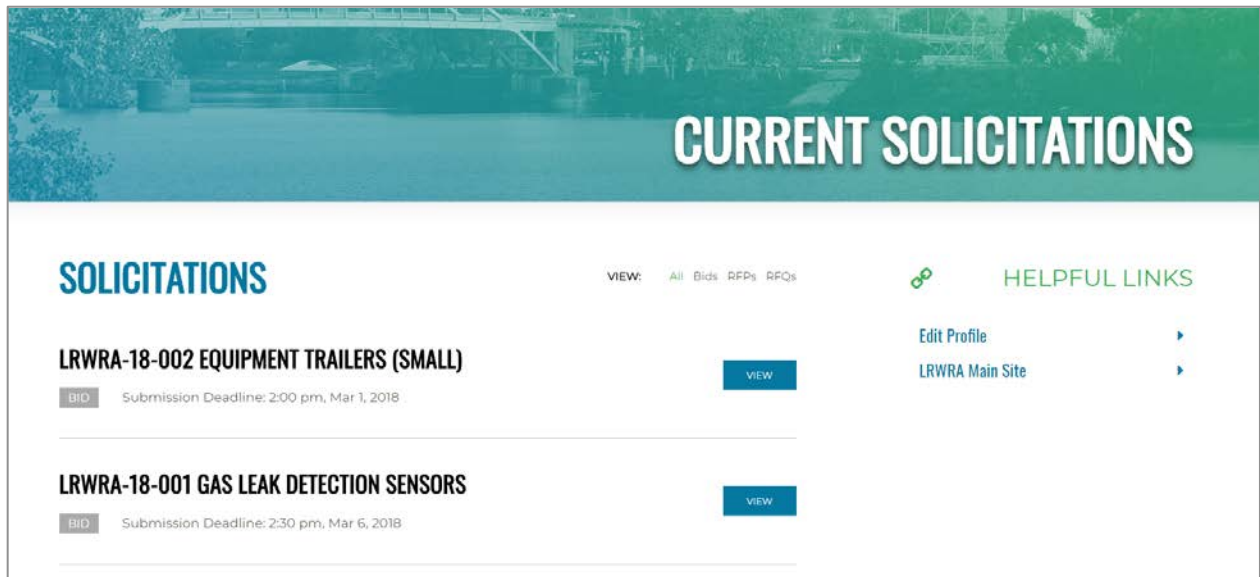 CURRENT SOLICITATIONS
SOLICITATIONS
VIEW: All Bids RFPs RFQs
LRWRA-18-002 EQUIPMENT TRAILERS (SMALL)
VIEW
BID Submission Deadline: 2:00 pm, Mar 1, 2018
LRWRA-18-001 GAS LEAK DETECTION SENSORS
VIEW
BID Submission Deadline: 2:30 pm, Mar 6, 2018
HELPFUL LINKS
Edit Profile
LRWRA Main Site